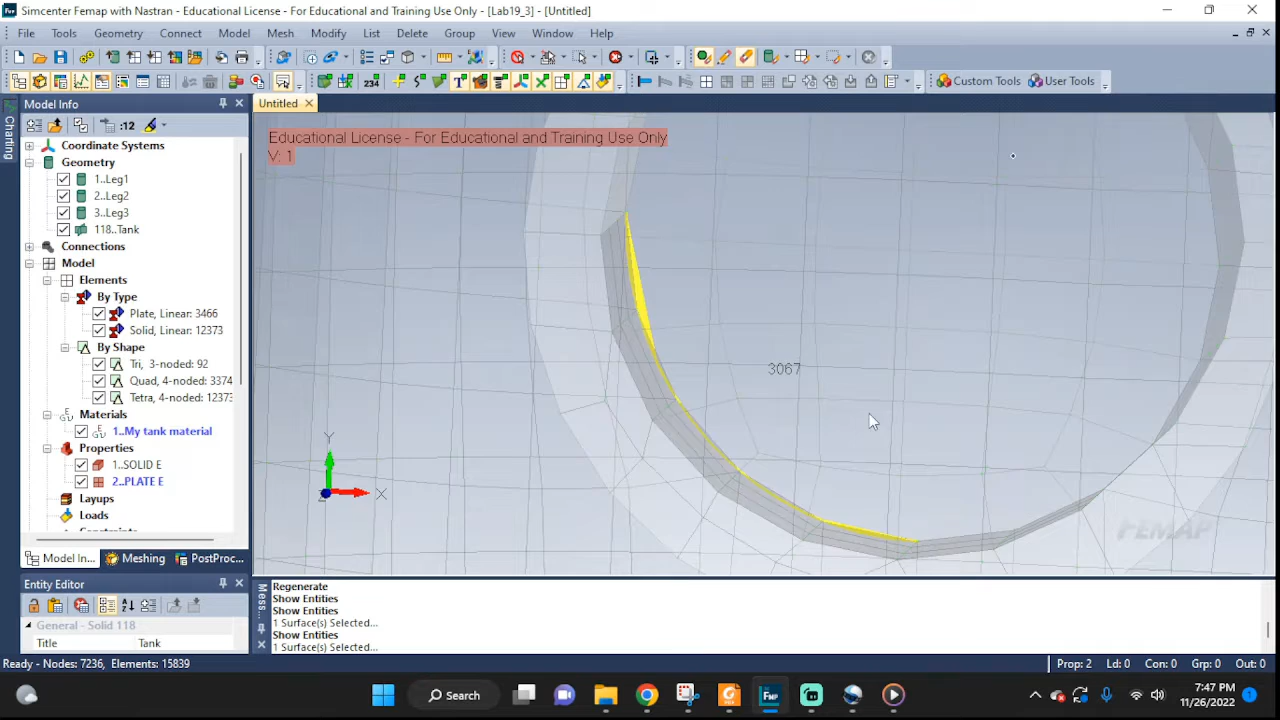 Simcenter Femap with Nastran - Educational License - For Educational and Training Use Only - [Lab19_3] - [Untitled]
File Tools Geometry Connect Model Mesh Modify List Delete Group View Window Help
234 T Custom Tools User Tools
Charting
Model Info
Untitled
:12
Educational License - For Educational and Training Use Only
V: 1
Coordinate Systems
Geometry
1..Leg1
2..Leg2
3..Leg3
118..Tank
Connections
Model
Elements
By Type
Plate, Linear: 3466
Solid, Linear: 12373
By Shape
Tri, 3-noded: 92
Quad, 4-noded: 3374
Tetra, 4-noded: 12373
Materials
1..My tank material
Properties
1..SOLID E
2..PLATE E
Layups
Loads
3067
Y
X
Z
FEMAP
Model In... Meshing PostProc...
Entity Editor
General - Solid 118
Title Tank
Mess...
Regenerate
Show Entities
Show Entities
1 Surface(s) Selected...
Show Entities
1 Surface(s) Selected...
Ready - Nodes: 7236, Elements: 15839
Prop: 2 Ld: 0 Con: 0 Grp: 0 Out: 0
Search
FMP
7:47 PM
11/26/2022
1